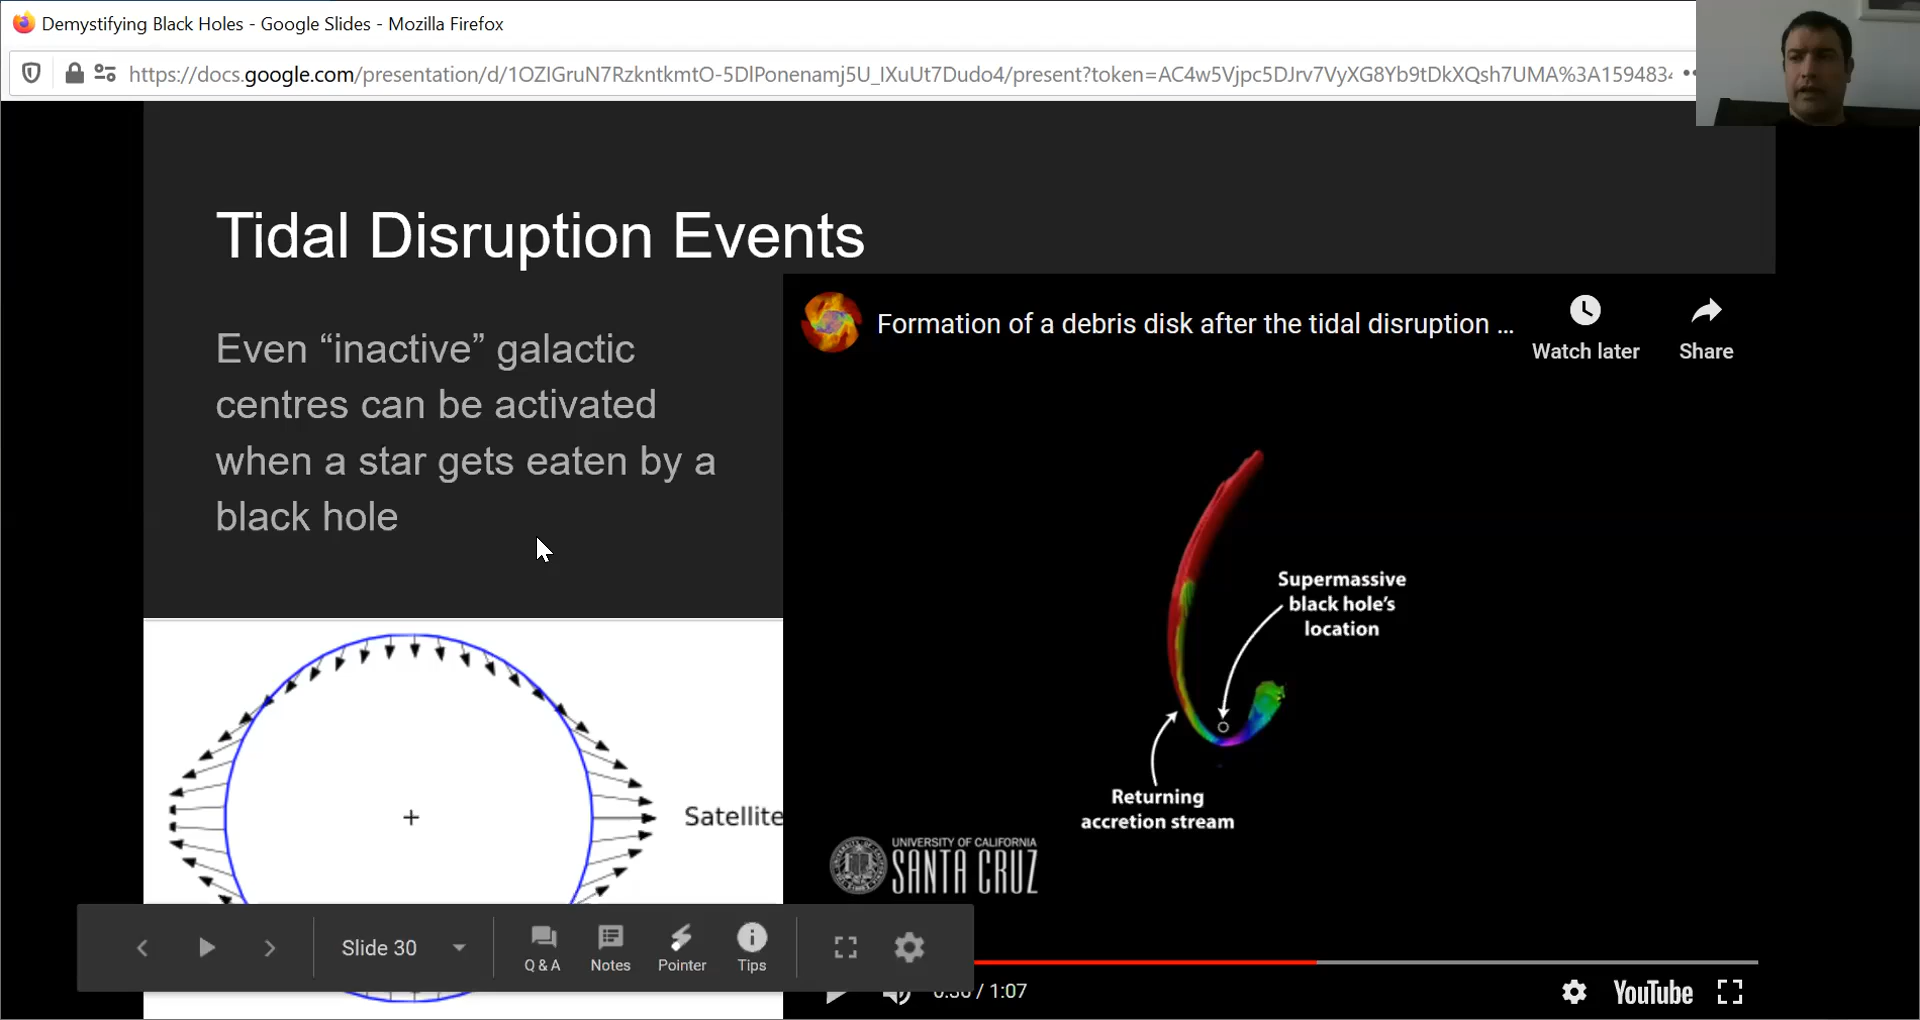 Demystifying Black Holes - Google Slides - Mozilla Firefox
https://docs.google.com/presentation/d/1OZIGruN7RzkntkmtO-5DlPonenamj5U_IXuUt7Dudo4/present?token=AC4w5Vjpc5DJrv7VyXG8Yb9tDkXQsh7UMA%3A159483
Tidal Disruption Events
Even “inactive” galactic
centres can be activated
when a star gets eaten by a
black hole
Formation of a debris disk after the tidal disruption ...
Watch later
Share
Supermassive
black hole’s
location
Returning
accretion stream
UNIVERSITY OF CALIFORNIA
SANTA CRUZ
Satellite
Slide 30
Q & A
Notes
Pointer
Tips
/ 1:07
YouTube